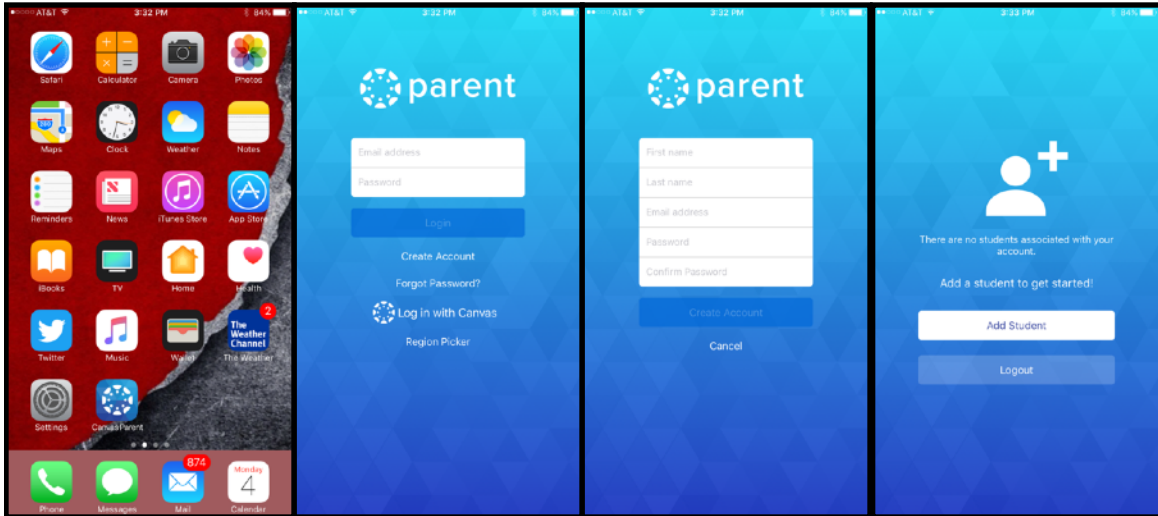 AT&T 3:32 PM 84%
Safari Calculator Camera Photos
280
Maps Clock Weather Notes
Reminders News iTunes Store App Store
iBooks TV Home Health
2
The
Weather
Channel
Twitter Music Wallet The Weather
Settings CanvasParent
874
Monday
4
Phone Messages Mail Calendar
AT&T 3:32 PM 84%
parent
Email address
Password
Login
Create Account
Forgot Password?
Log in with Canvas
Region Picker
AT&T 3:32 PM 84%
parent
First name
Last name
Email address
Password
Confirm Password
Create Account
Cancel
AT&T 3:33 PM 84%
There are no students associated with your
account.
Add a student to get started!
Add Student
Logout